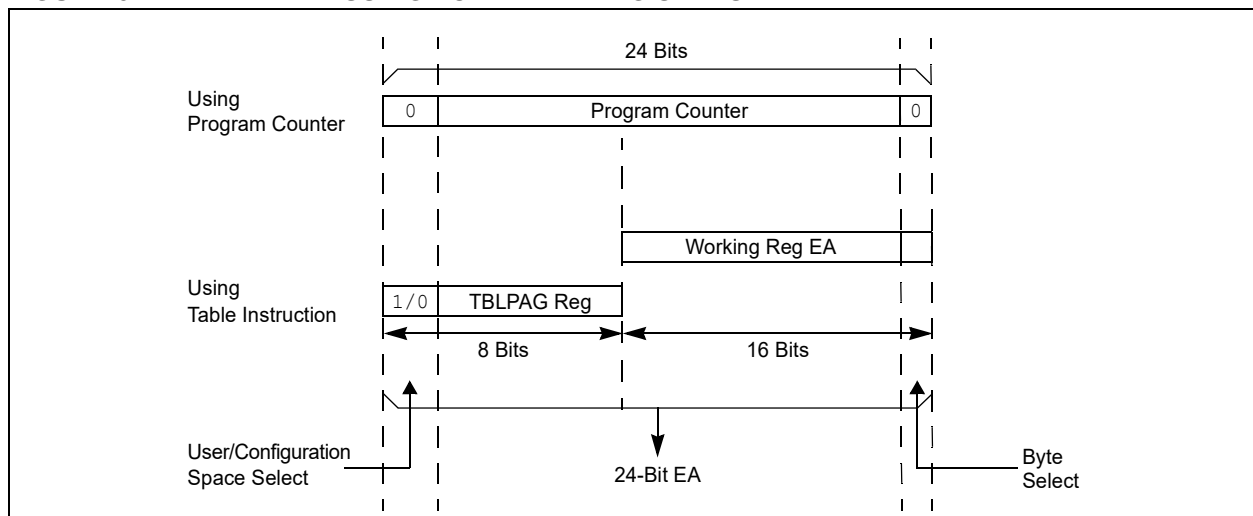 24 Bits
Using
Program Counter
0
Program Counter
0
Working Reg EA
Using
Table Instruction
1/0
TBLPAG Reg
8 Bits
16 Bits
User/Configuration
Space Select
24-Bit EA
Byte
Select